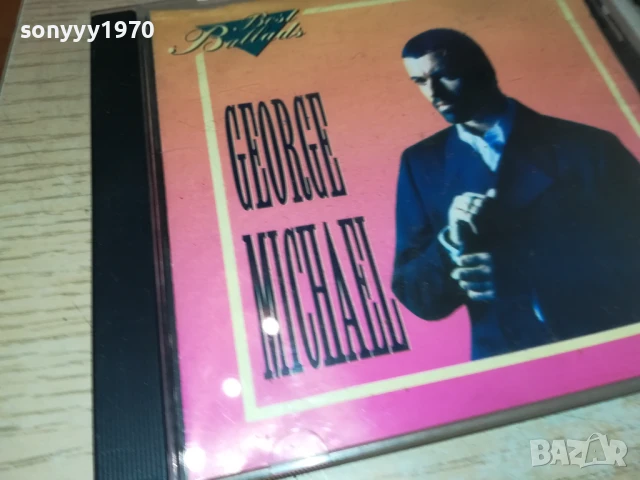 sonyyy1970
Best
Ballads
GEORGE
MICHAEL
BAZAR